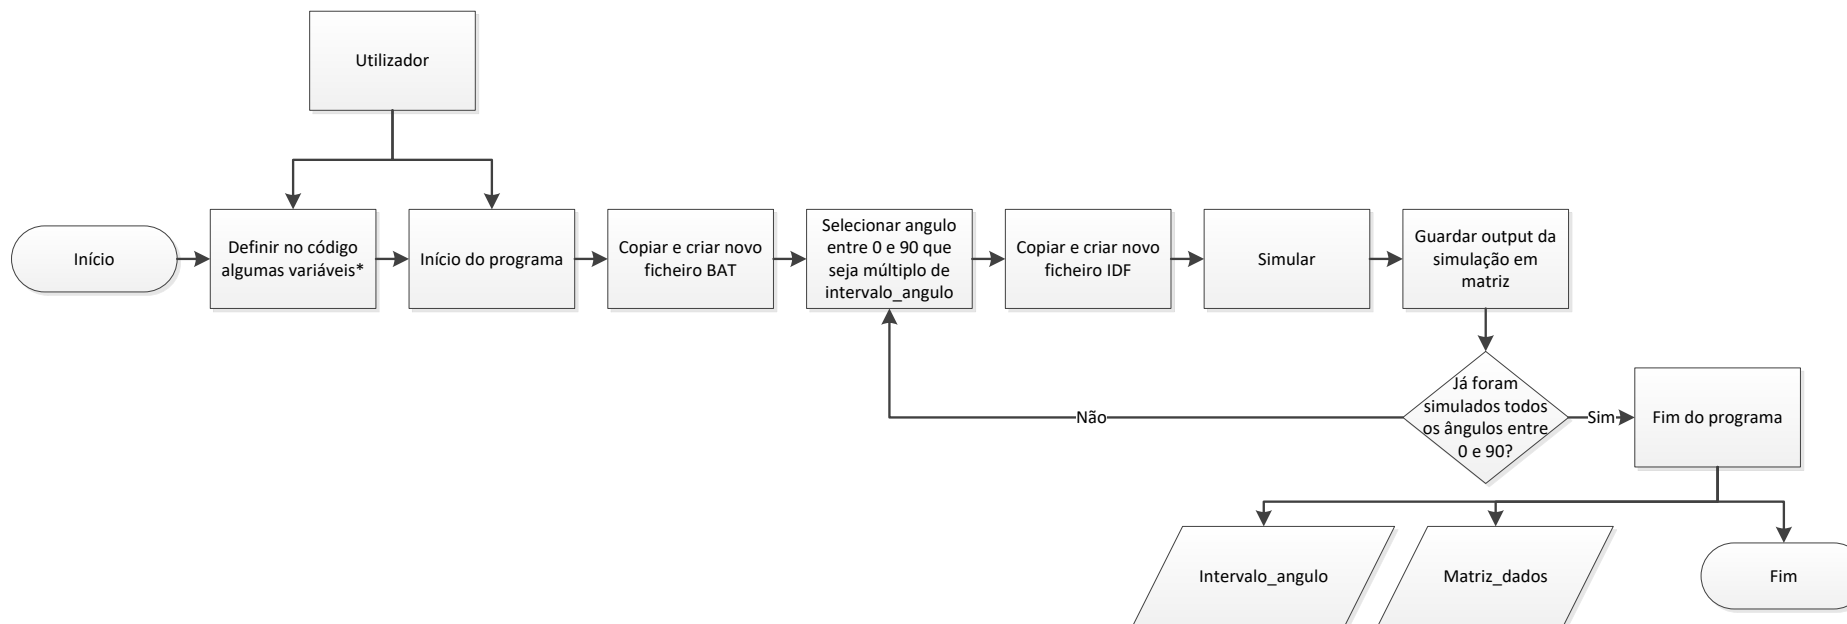 Utilizador
Início
Definir no código
algumas variáveis*
Início do programa
Copiar e criar novo
ficheiro BAT
Selecionar angulo
entre 0 e 90 que
seja múltiplo de
intervalo_angulo
Copiar e criar novo
ficheiro IDF
Simular
Guardar output da
simulação em
matriz
Já foram
simulados todos
os ângulos entre
0 e 90?
Não
Sim
Fim do programa
Intervalo_angulo
Matriz_dados
Fim